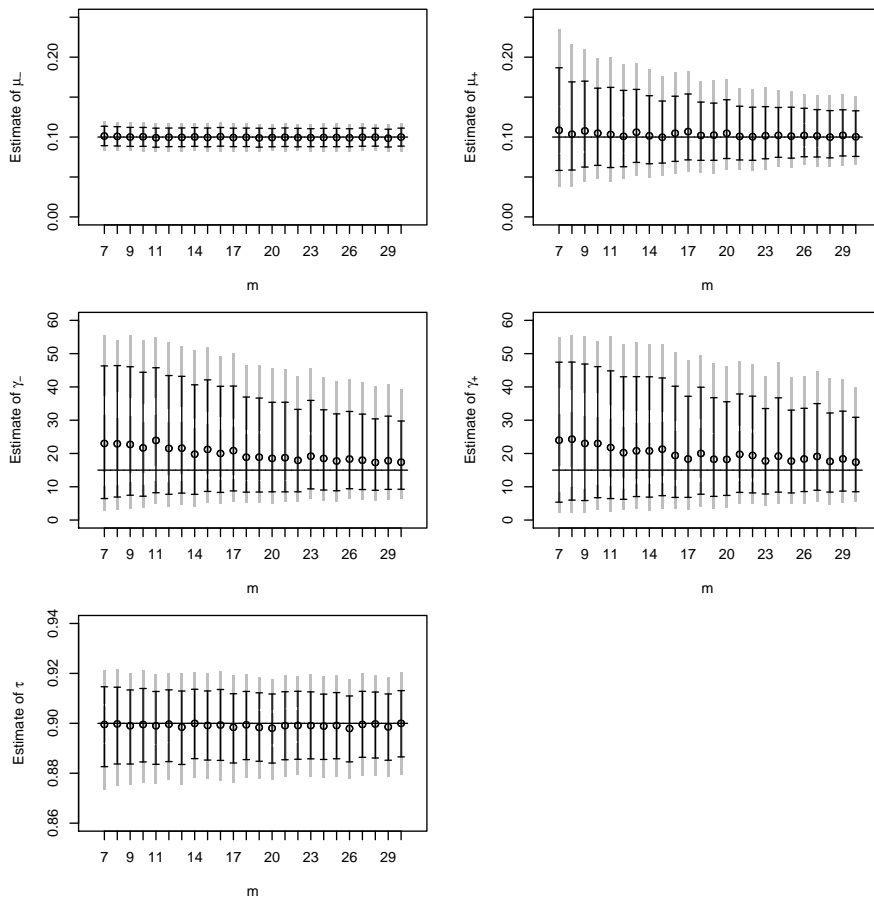 Estimate of μ−
0.00 0.10 0.20
7 9 11 14 17 20 23 26 29
m
Estimate of μ+
0.00 0.10 0.20
7 9 11 14 17 20 23 26 29
m
Estimate of γ−
0 10 20 30 40 50 60
7 9 11 14 17 20 23 26 29
m
Estimate of γ+
0 10 20 30 40 50 60
7 9 11 14 17 20 23 26 29
m
Estimate of τ
0.86 0.88 0.90 0.92 0.94
7 9 11 14 17 20 23 26 29
m